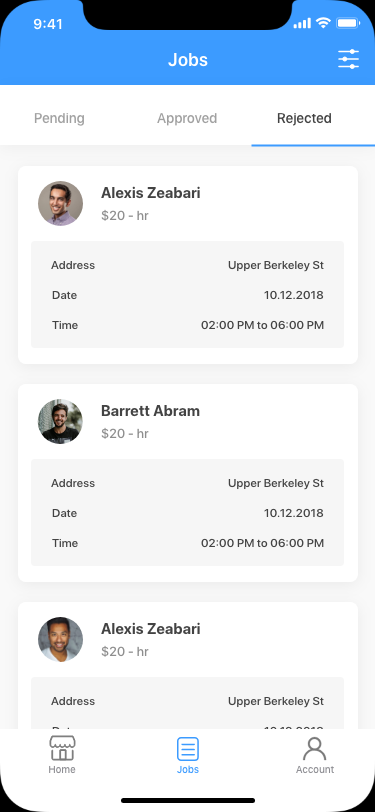 9:41
Jobs
Pending Approved Rejected
Alexis Zeabari
$20 - hr
Address Upper Berkeley St
Date 10.12.2018
Time 02:00 PM to 06:00 PM
Barrett Abram
$20 - hr
Address Upper Berkeley St
Date 10.12.2018
Time 02:00 PM to 06:00 PM
Alexis Zeabari
$20 - hr
Address Upper Berkeley St
Home Jobs Account